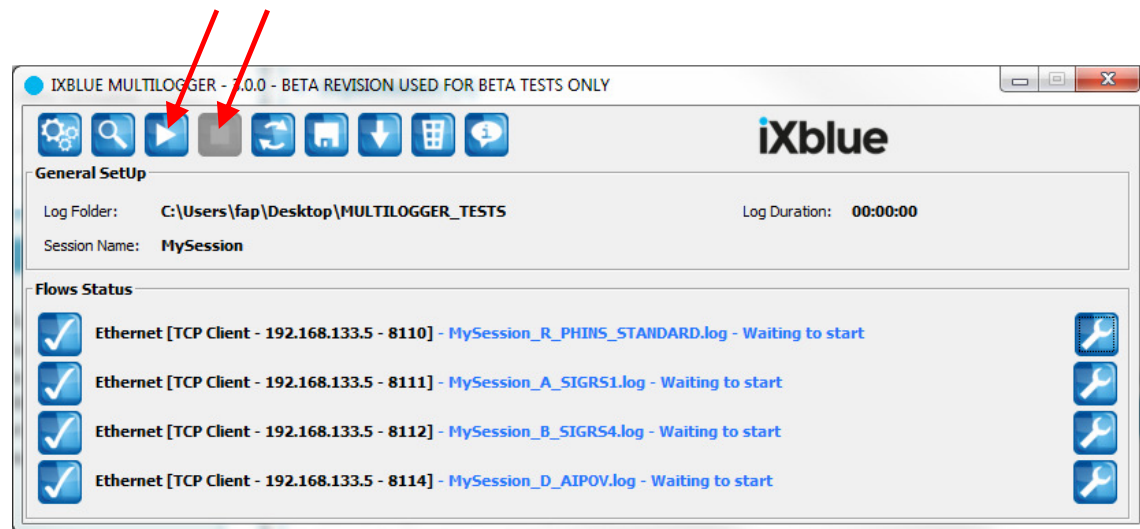 IXBLUE MULTILOGGER - 3.0.0 - BETA REVISION USED FOR BETA TESTS ONLY
iXblue
General SetUp
Log Folder: C:\Users\fap\Desktop\MULTILOGGER_TESTS Log Duration: 00:00:00
Session Name: MySession
Flows Status
Ethernet [TCP Client - 192.168.133.5 - 8110] - MySession_R_PHINS_STANDARD.log - Waiting to start
Ethernet [TCP Client - 192.168.133.5 - 8111] - MySession_A_SIGRS1.log - Waiting to start
Ethernet [TCP Client - 192.168.133.5 - 8112] - MySession_B_SIGRS4.log - Waiting to start
Ethernet [TCP Client - 192.168.133.5 - 8114] - MySession_D_AIPOV.log - Waiting to start